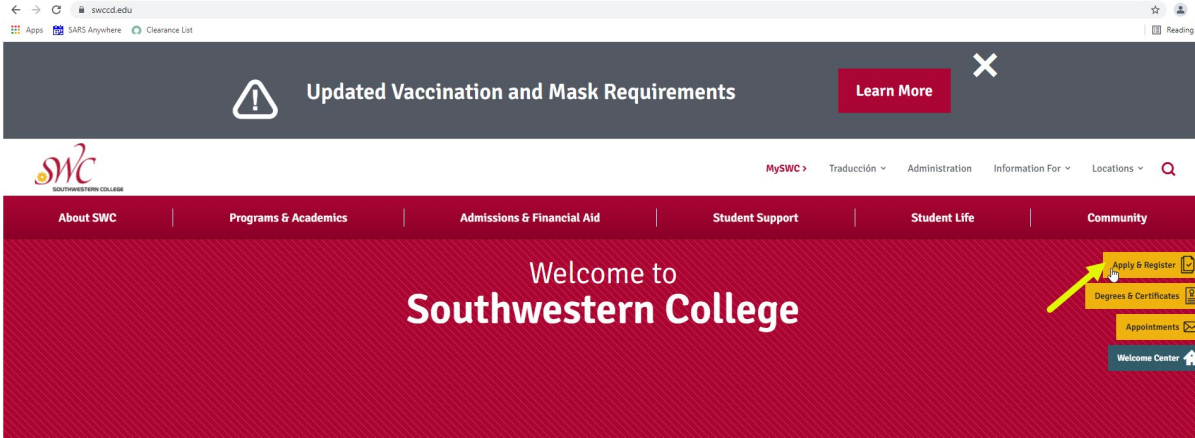 swccd.edu
Apps SARS Anywhere Clearance List Reading
Updated Vaccination and Mask Requirements
Learn More
SWC
SOUTHWESTERN COLLEGE
MySWC > Traducción Administration Information For Locations
About SWC Programs & Academics Admissions & Financial Aid Student Support Student Life Community
Welcome to
Southwestern College
Apply & Register
Degrees & Certificates
Appointments
Welcome Center